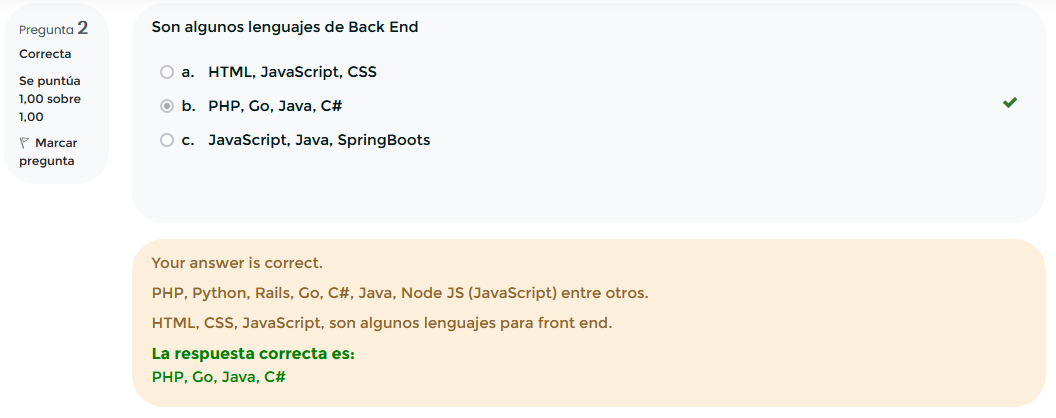 Pregunta 2
Correcta
Se puntúa
1,00 sobre
1,00
Marcar
pregunta
Son algunos lenguajes de Back End
a. HTML, JavaScript, CSS
b. PHP, Go, Java, C#
c. JavaScript, Java, SpringBoots
Your answer is correct.
PHP, Python, Rails, Go, C#, Java, Node JS (JavaScript) entre otros.
HTML, CSS, JavaScript, son algunos lenguajes para front end.
La respuesta correcta es:
PHP, Go, Java, C#